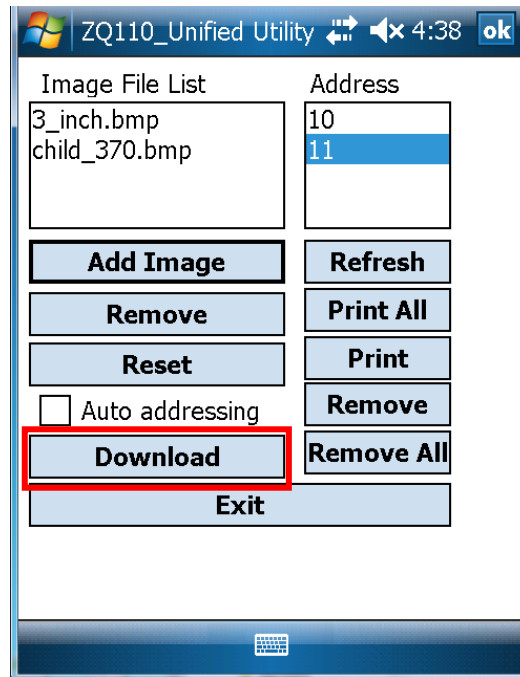 ZQ110_Unified Utility 4:38 ok
Image File List
3_inch.bmp
child_370.bmp
Address
10
11
Add Image
Refresh
Remove
Print All
Reset
Print
Auto addressing
Remove
Download
Remove All
Exit